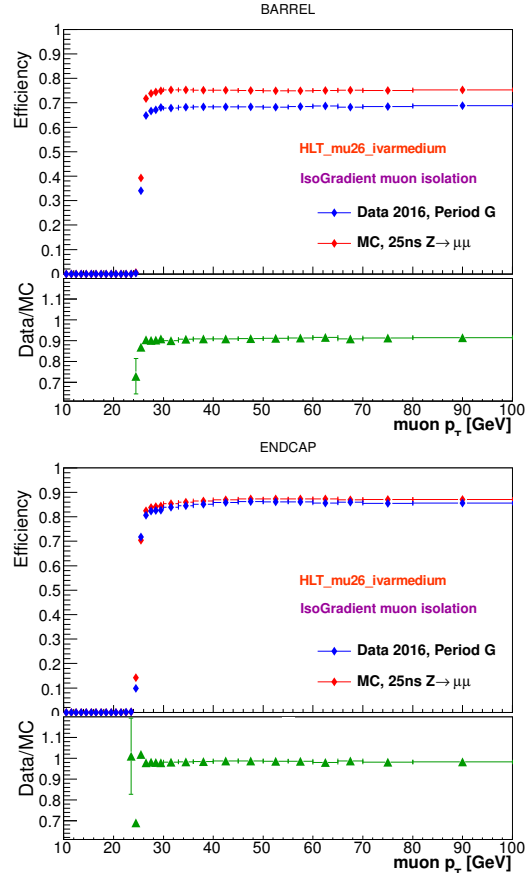 BARREL
Efficiency
1
0.9
0.8
0.7
0.6
0.5
0.4
0.3
0.2
0.1
0
HLT_mu26_ivarmedium
IsoGradient muon isolation
Data 2016, Period G
MC, 25ns Z→ μμ
Data/MC
1.1
1
0.9
0.8
0.7
10 20 30 40 50 60 70 80 90 100
muon pT [GeV]
ENDCAP
Efficiency
1
0.9
0.8
0.7
0.6
0.5
0.4
0.3
0.2
0.1
0
HLT_mu26_ivarmedium
IsoGradient muon isolation
Data 2016, Period G
MC, 25ns Z→ μμ
Data/MC
1.1
1
0.9
0.8
0.7
10 20 30 40 50 60 70 80 90 100
muon pT [GeV]